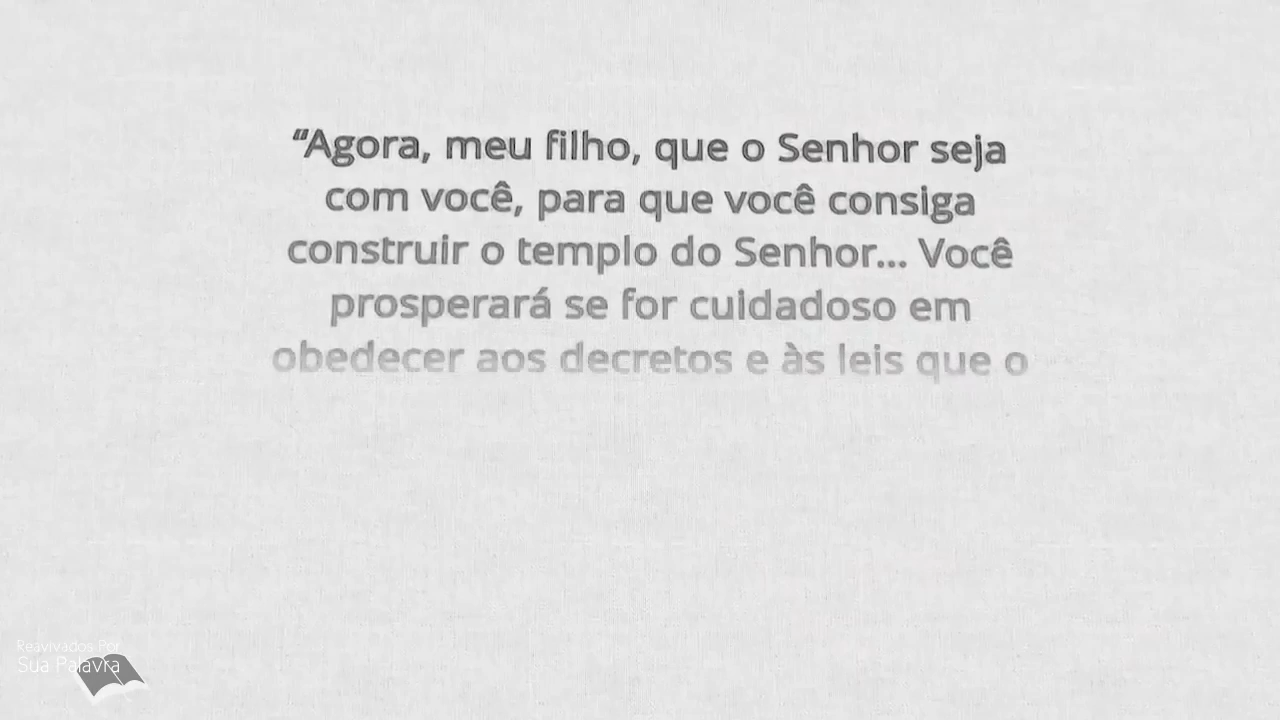 “Agora, meu filho, que o Senhor seja
com você, para que você consiga
construir o templo do Senhor... Você
prosperará se for cuidadoso em
obedecer aos decretos e às leis que o
Reavivados Por
Sua Palavra